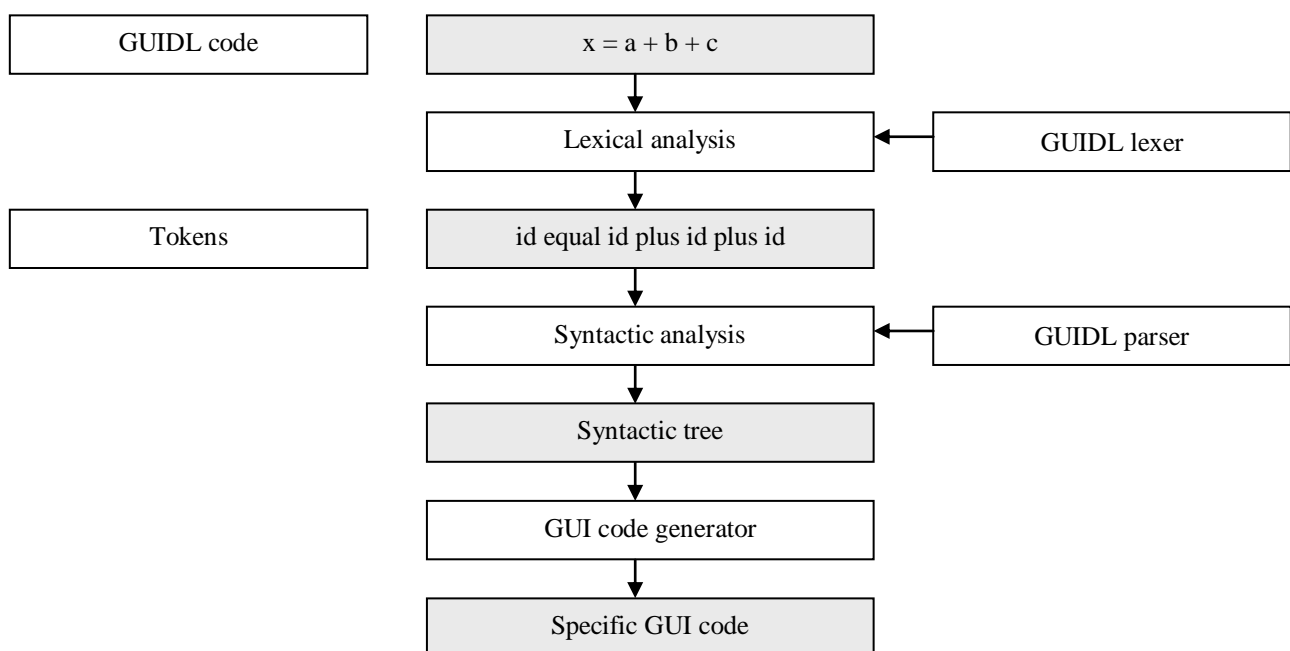 GUIDL code
x = a + b + c
Lexical analysis
GUIDL lexer
Tokens
id equal id plus id plus id
Syntactic analysis
GUIDL parser
Syntactic tree
GUI code generator
Specific GUI code